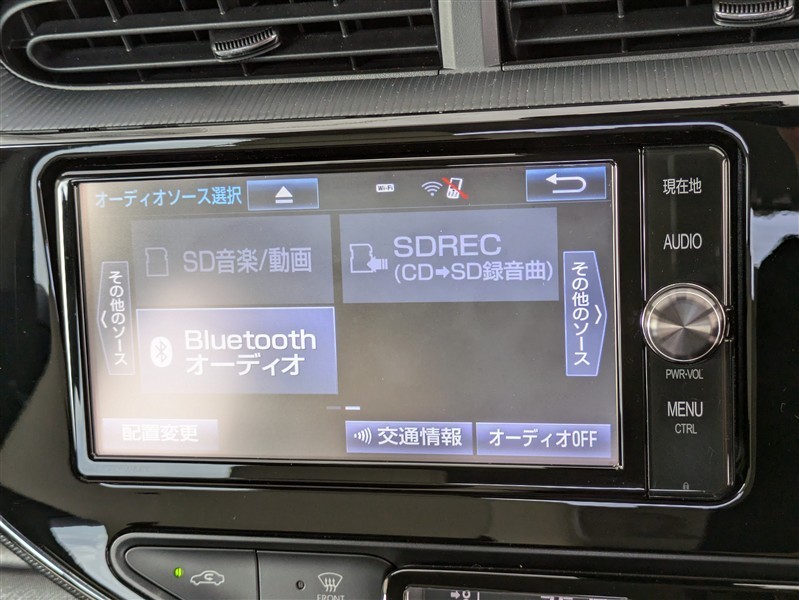 オーディオソース選択
Wi-Fi
SD音楽/動画
SDREC
(CD➡SD録音曲)
その他のソース
その他のソース
Bluetooth
オーディオ
配置変更
交通情報
オーディオOFF
現在地
AUDIO
PWR·VOL
MENU
CTRL
FRONT